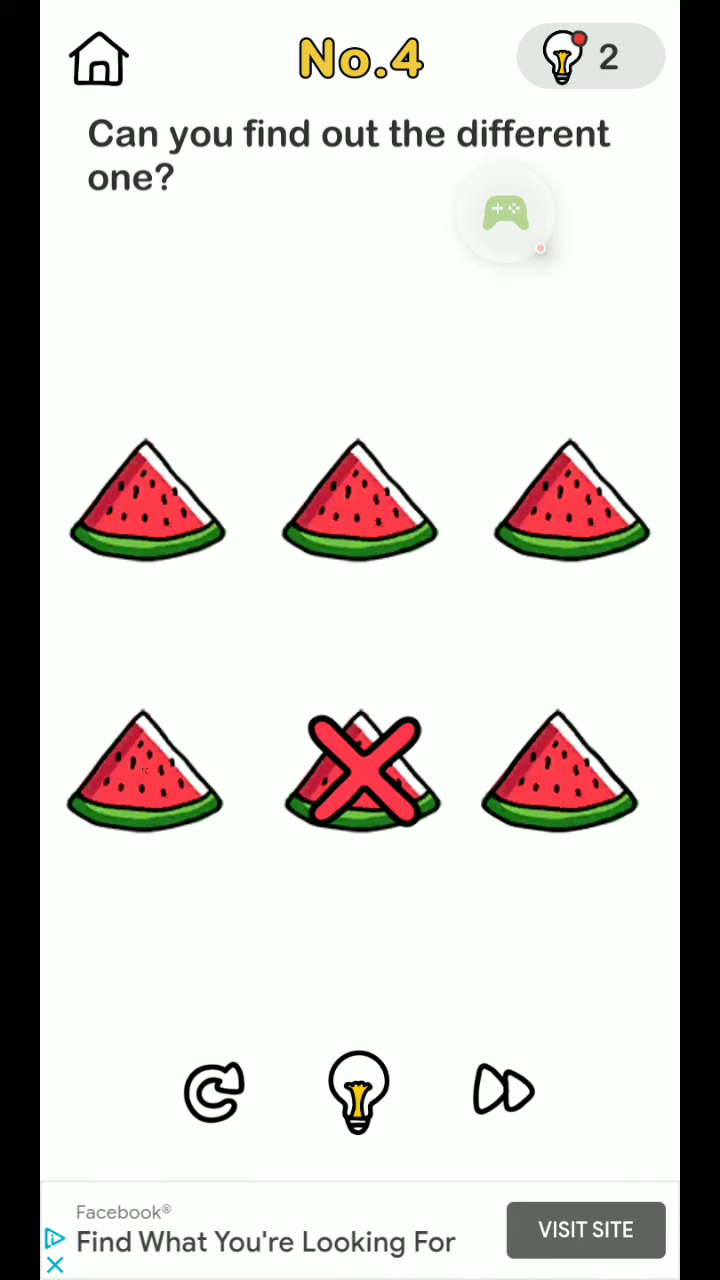 No.4
2
Can you find out the different
one?
Facebook®
Find What You're Looking For
VISIT SITE